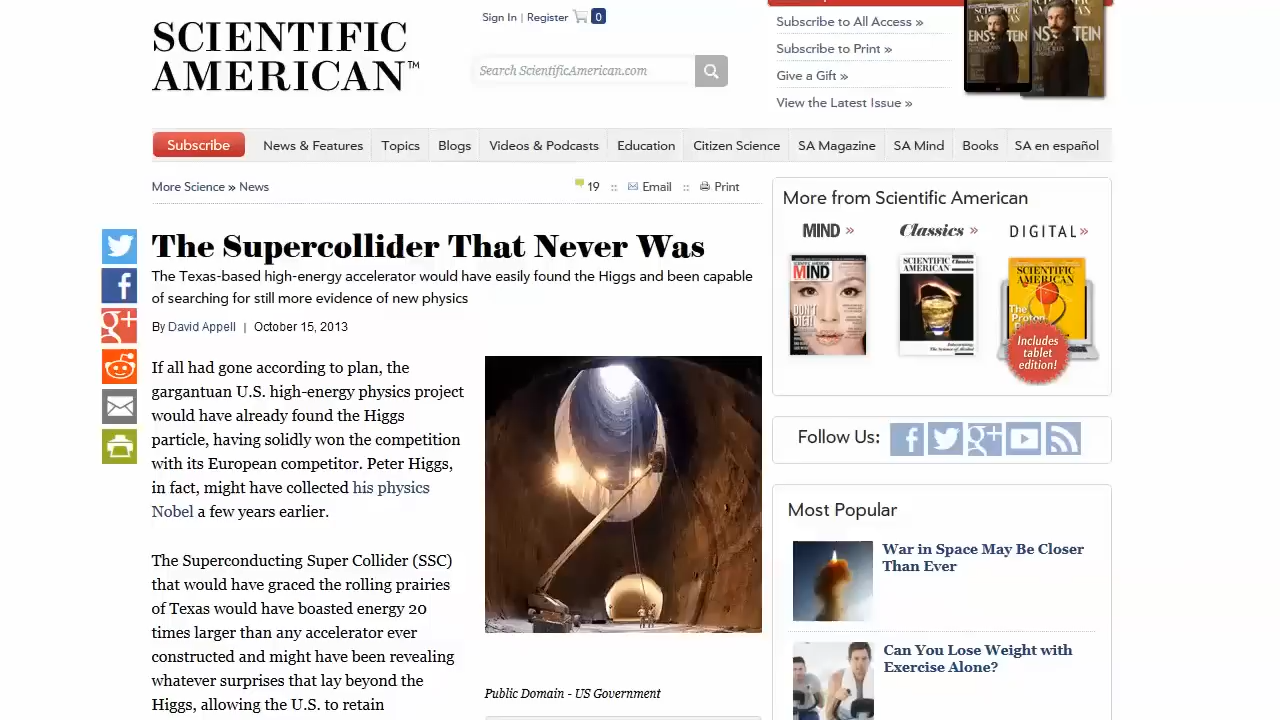 SCIENTIFIC
AMERICAN™
Sign In | Register
0
Search ScientificAmerican.com
Subscribe to All Access »
Subscribe to Print »
Give a Gift »
View the Latest Issue »
Subscribe
News & Features
Topics
Blogs
Videos & Podcasts
Education
Citizen Science
SA Magazine
SA Mind
Books
SA en español
More Science » News
19 :: Email :: Print
The Supercollider That Never Was
The Texas-based high-energy accelerator would have easily found the Higgs and been capable
of searching for still more evidence of new physics
By David Appell | October 15, 2013
If all had gone according to plan, the
gargantuan U.S. high-energy physics project
would have already found the Higgs
particle, having solidly won the competition
with its European competitor. Peter Higgs,
in fact, might have collected his physics
Nobel a few years earlier.
The Superconducting Super Collider (SSC)
that would have graced the rolling prairies
of Texas would have boasted energy 20
times larger than any accelerator ever
constructed and might have been revealing
whatever surprises that lay beyond the
Higgs, allowing the U.S. to retain
Public Domain - US Government
More from Scientific American
MIND »
Classics »
DIGITAL»
MIND
DON'T
DIET!
SCIENTIFIC
AMERICAN
Classics
SCIENTIFIC
AMERICAN
The
Proton
Includes
tablet
edition!
Follow Us:
Most Popular
War in Space May Be Closer
Than Ever
Can You Lose Weight with
Exercise Alone?